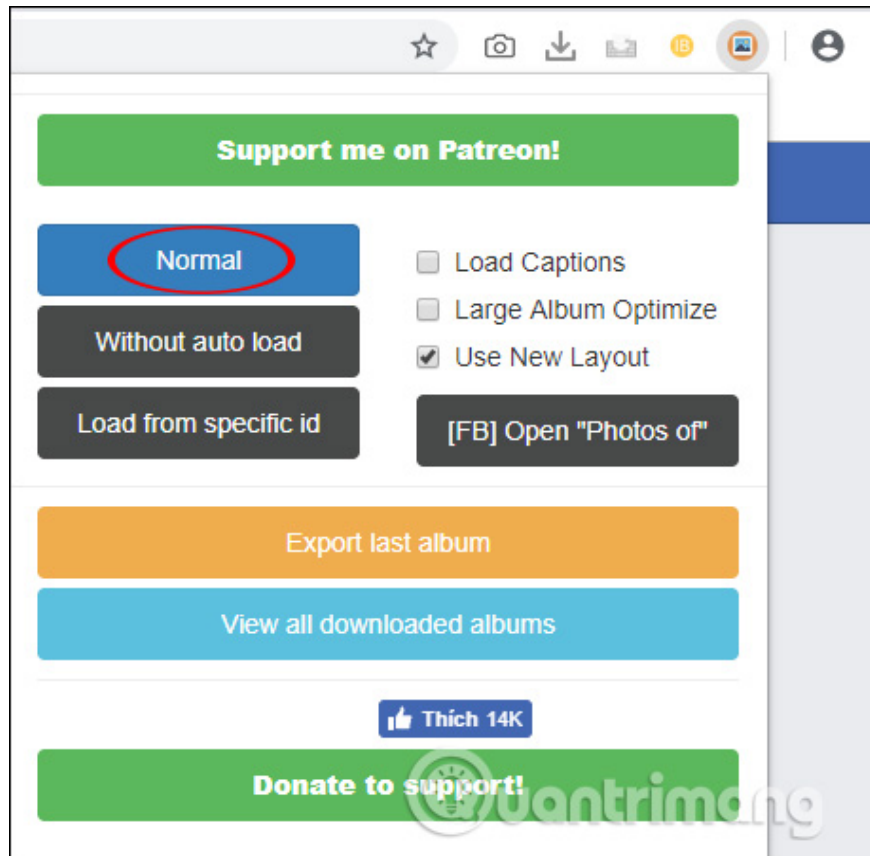 IB
Support me on Patreon!
Normal
Load Captions
Large Album Optimize
Without auto load
Use New Layout
Load from specific id
[FB] Open "Photos of"
Export last album
View all downloaded albums
Thích 14K
Donate to support!
Quantrimang